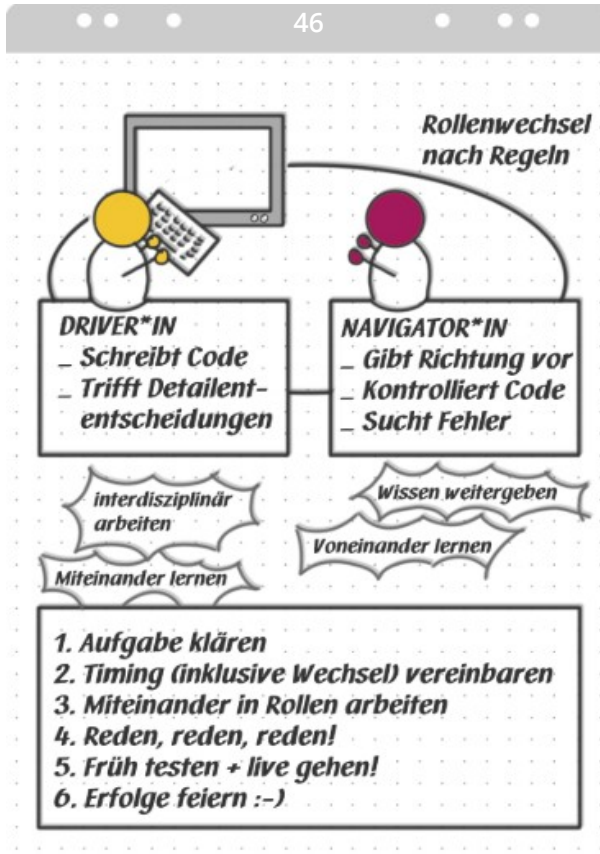 46
Rollenwechsel
nach Regeln
DRIVER*IN
_ Schreibt Code
_ Trifft Detailent-
entscheidungen
NAVIGATOR*IN
_ Gibt Richtung vor
_ Kontrolliert Code
_ Sucht Fehler
interdisziplinär
arbeiten
Miteinander lernen
Wissen weitergeben
Voneinander lernen
1. Aufgabe klären
2. Timing (inklusive Wechsel) vereinbaren
3. Miteinander in Rollen arbeiten
4. Reden, reden, reden!
5. Früh testen + live gehen!
6. Erfolge feiern :-)